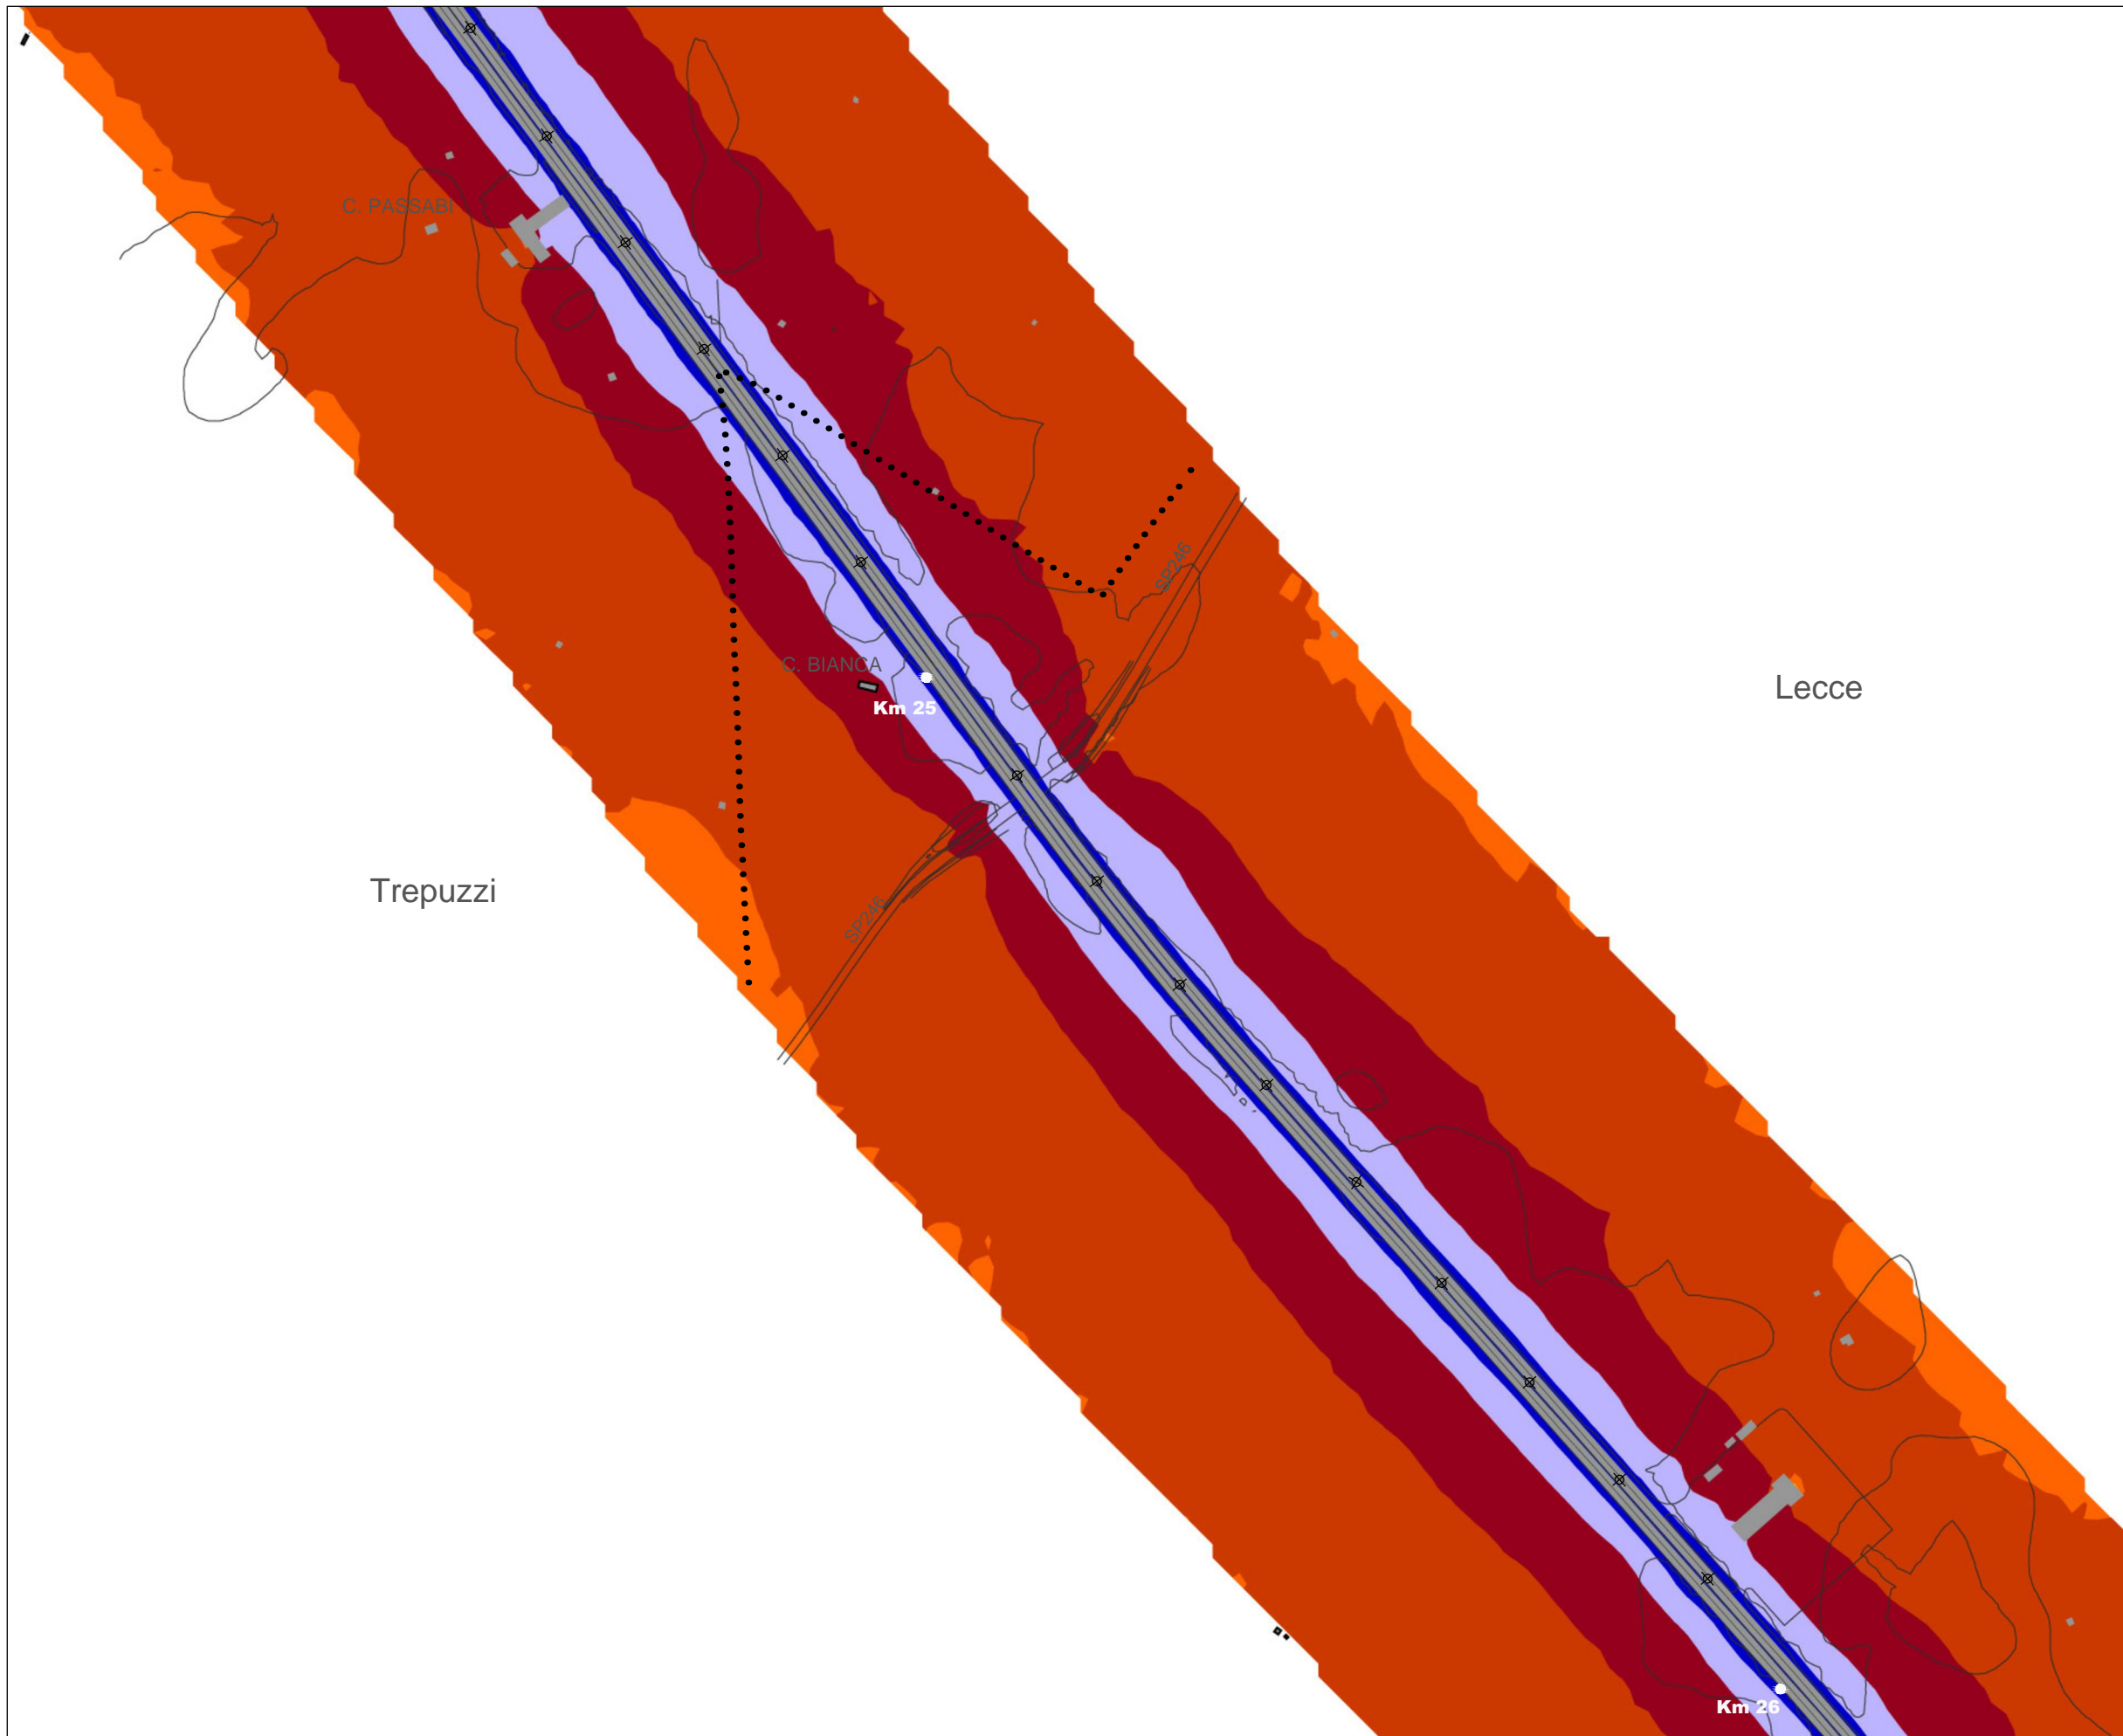 C. PASSABI
SP246
C. BIANCA
Lecce
Km 25
Trepuzzi
SP246
Km 26